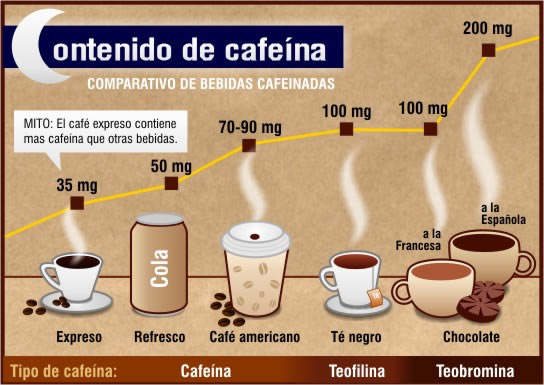 Contenido de cafeína
COMPARATIVO DE BEBIDAS CAFEINADAS
MITO: El café expreso contiene
mas cafeína que otras bebidas.
35 mg
50 mg
70-90 mg
100 mg
100 mg
200 mg
Cola
a la
Francesa
a la
Española
Expreso
Refresco
Café americano
Té negro
Chocolate
Tipo de cafeína:
Cafeína
Teofilina
Teobromina